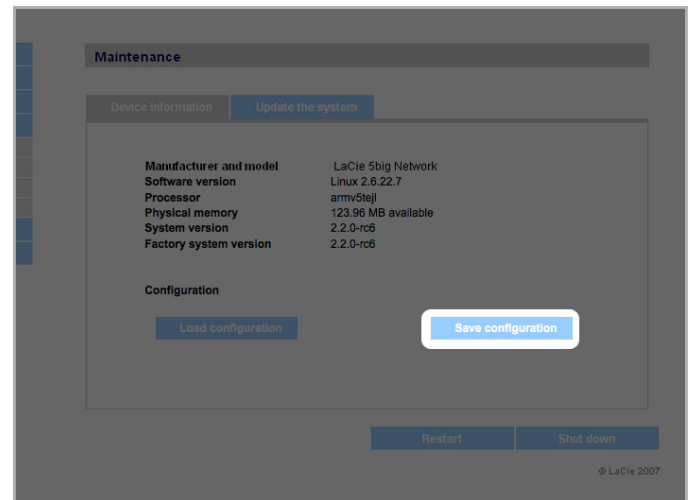 Maintenance
Device Information Update the system
Manufacturer and model LaCie 5big Network
Software version Linux 2.6.22.7
Processor armv5tejl
Physical memory 123.96 MB available
System version 2.2.0-rc6
Factory system version 2.2.0-rc6
Configuration
Load configuration Save configuration
Restart Shut down
© LaCie 2007